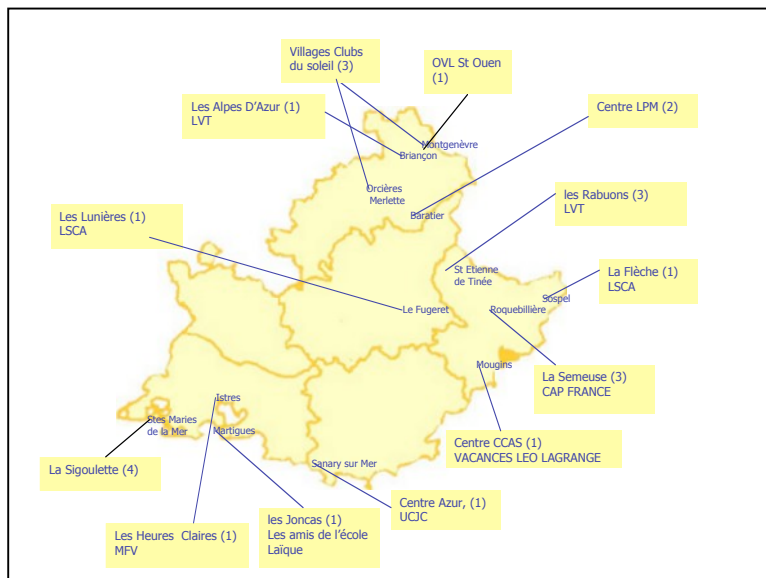 Villages Clubs
du soleil (3)
OVL St Ouen
(1)
Les Alpes D'Azur (1)
LVT
Centre LPM (2)
Montgenèvre
Briançon
Orcières
Merlette
Baratier
les Rabuons (3)
LVT
Les Lunières (1)
LSCA
St Etienne
de Tinée
La Flèche (1)
LSCA
Sospel
Le Fugeret
Roquebillière
Mougins
La Semeuse (3)
CAP FRANCE
Istres
Stes Maries
de la Mer
Martigues
Centre CCAS (1)
VACANCES LEO LAGRANGE
La Sigoulette (4)
Sanary sur Mer
Centre Azur, (1)
UCJC
les Joncas (1)
Les amis de l'école
Laïque
Les Heures Claires (1)
MFV